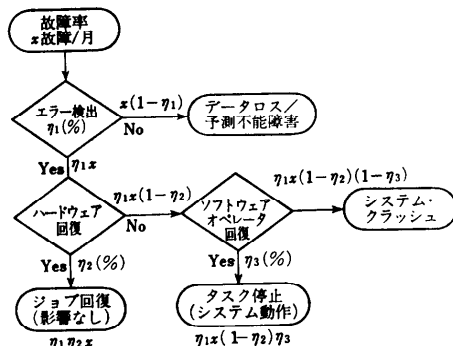 故障率
x故障/月
エラー検出
η₁(%)
x(1−η₁)
No
データロス/
予測不能障害
Yes
η₁x
ハードウェア
回復
η₁x(1−η₂)
No
ソフトウェア
オペレータ
回復
η₁x(1−η₂)(1−η₃)
システム・
クラッシュ
Yes
η₂(%)
Yes
η₃(%)
ジョブ回復
(影響なし)
η₁η₂x
タスク停止
(システム動作)
η₁x(1−η₂)η₃